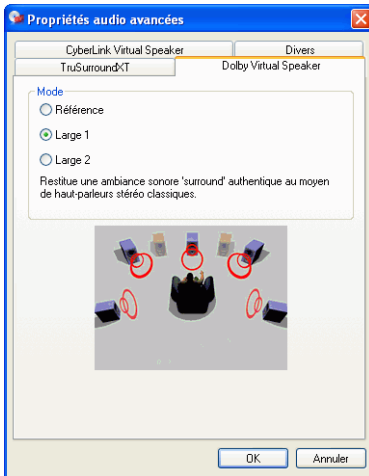 Propriétés audio avancées
CyberLink Virtual Speaker
Divers
TruSurroundXT
Dolby Virtual Speaker
Mode
Référence
Large 1
Large 2
Restitue une ambiance sonore 'surround' authentique au moyen
de haut-parleurs stéréo classiques.
OK
Annuler